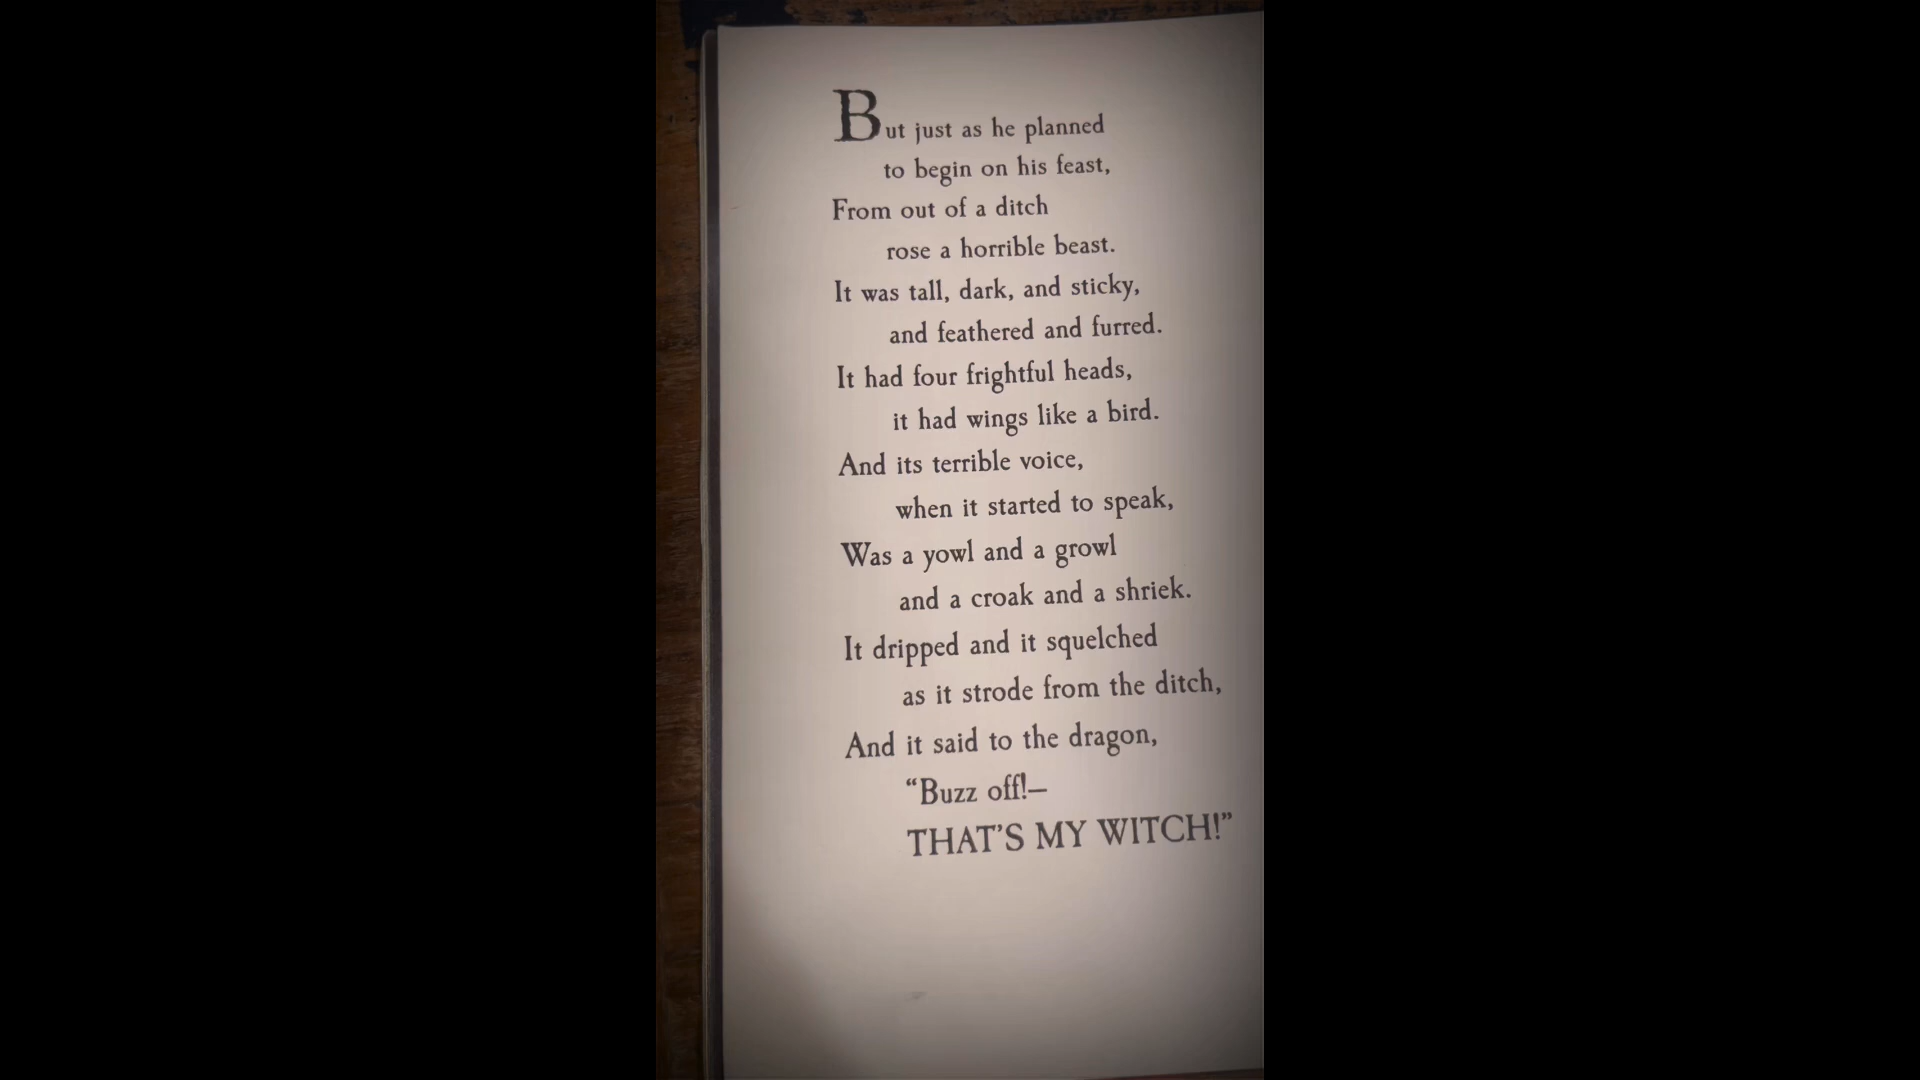 But just as he planned
to begin on his feast,
From out of a ditch
rose a horrible beast.
It was tall, dark, and sticky,
and feathered and furred.
It had four frightful heads,
it had wings like a bird.
And its terrible voice,
when it started to speak,
Was a yowl and a growl
and a croak and a shriek.
It dripped and it squelched
as it strode from the ditch,
And it said to the dragon,
“Buzz off!—
THAT’S MY WITCH!”